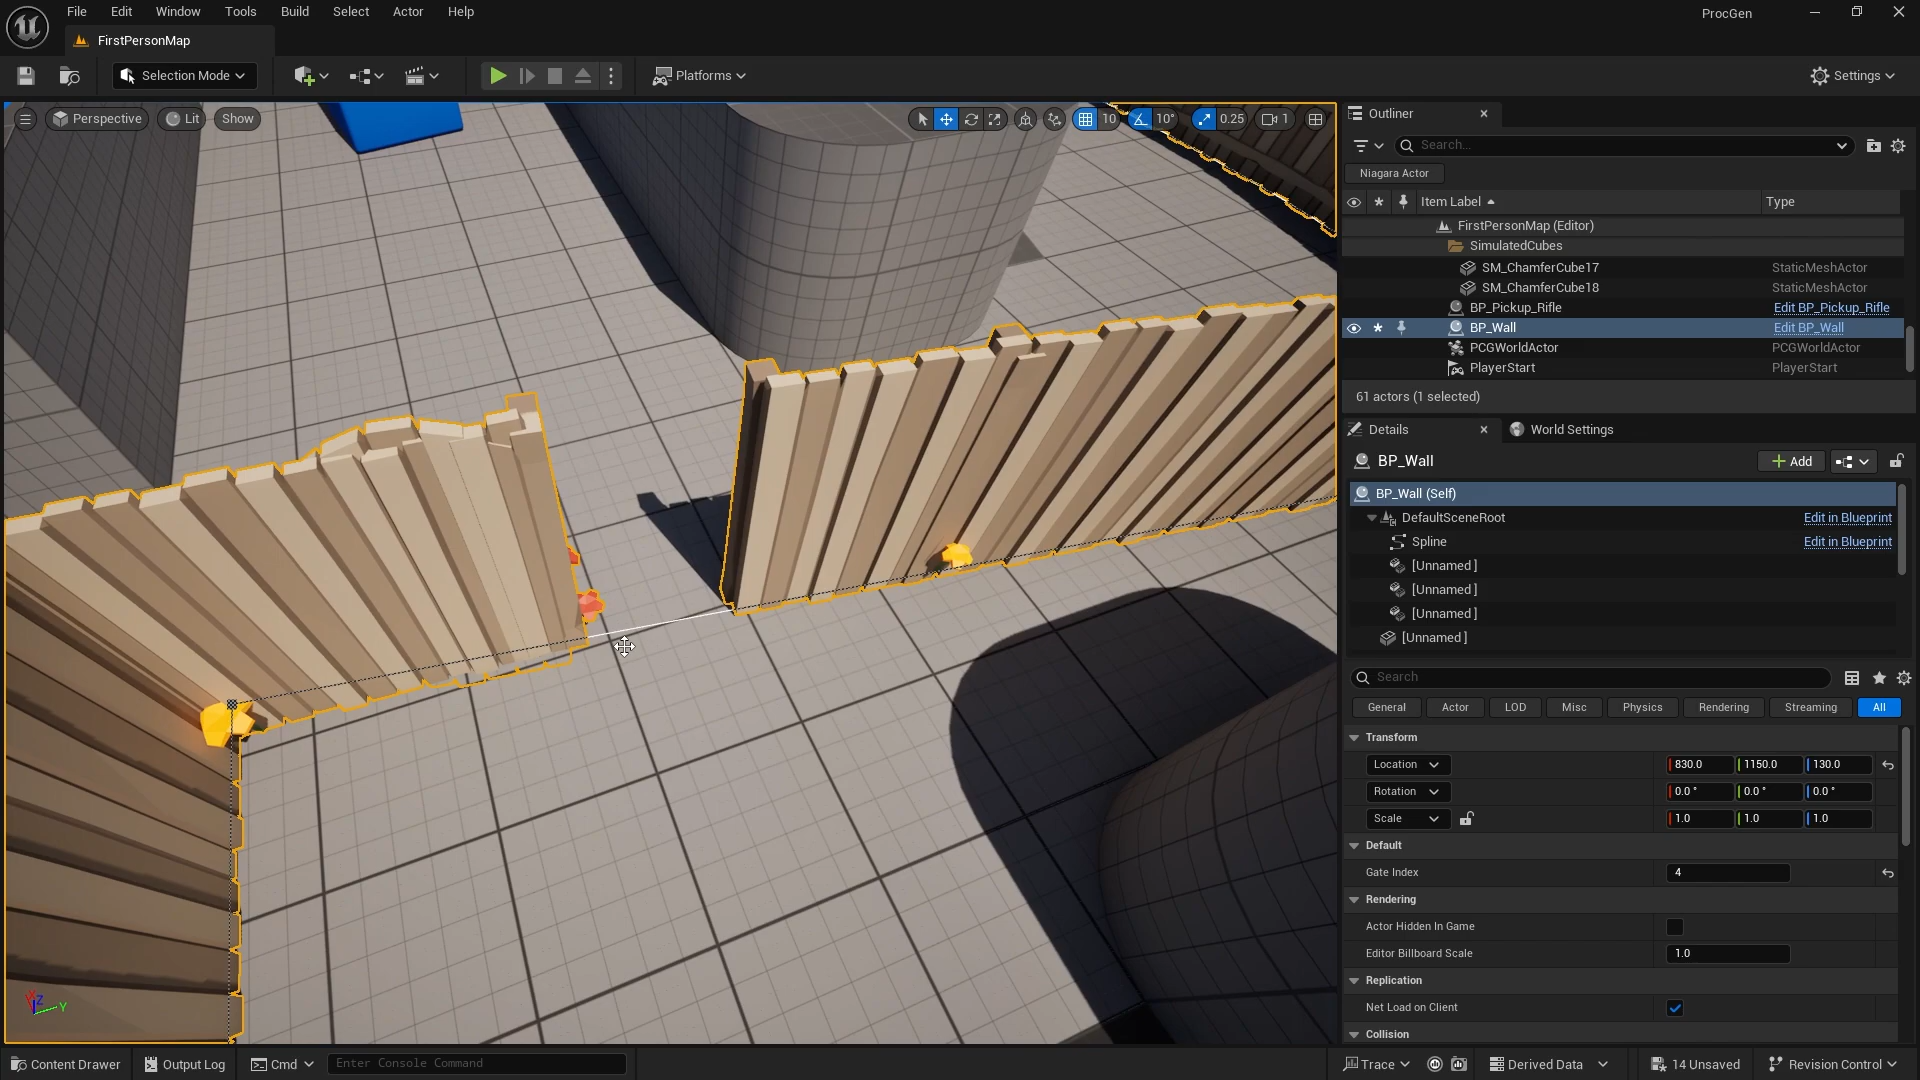 File Edit Window Tools Build Select Actor Help
ProcGen
FirstPersonMap
Selection Mode
Platforms
Settings
Perspective Lit Show
10 10° 0.25 1
Outliner
Search...
Niagara Actor
Item Label Type
FirstPersonMap (Editor)
SimulatedCubes
SM_ChamferCube17 StaticMeshActor
SM_ChamferCube18 StaticMeshActor
BP_Pickup_Rifle Edit BP_Pickup_Rifle
BP_Wall Edit BP_Wall
PCGWorldActor PCGWorldActor
PlayerStart PlayerStart
61 actors (1 selected)
Details World Settings
BP_Wall
Add
BP_Wall (Self)
DefaultSceneRoot Edit in Blueprint
Spline Edit in Blueprint
[Unnamed ]
[Unnamed ]
[Unnamed ]
[Unnamed ]
Search
General Actor LOD Misc Physics Rendering Streaming All
Transform
Location 830.0 1150.0 130.0
Rotation 0.0 ° 0.0 ° 0.0 °
Scale 1.0 1.0 1.0
Default
Gate Index 4
Rendering
Actor Hidden In Game
Editor Billboard Scale 1.0
Replication
Net Load on Client
Collision
X Z Y
Content Drawer Output Log Cmd Enter Console Command
Trace Derived Data 14 Unsaved Revision Control